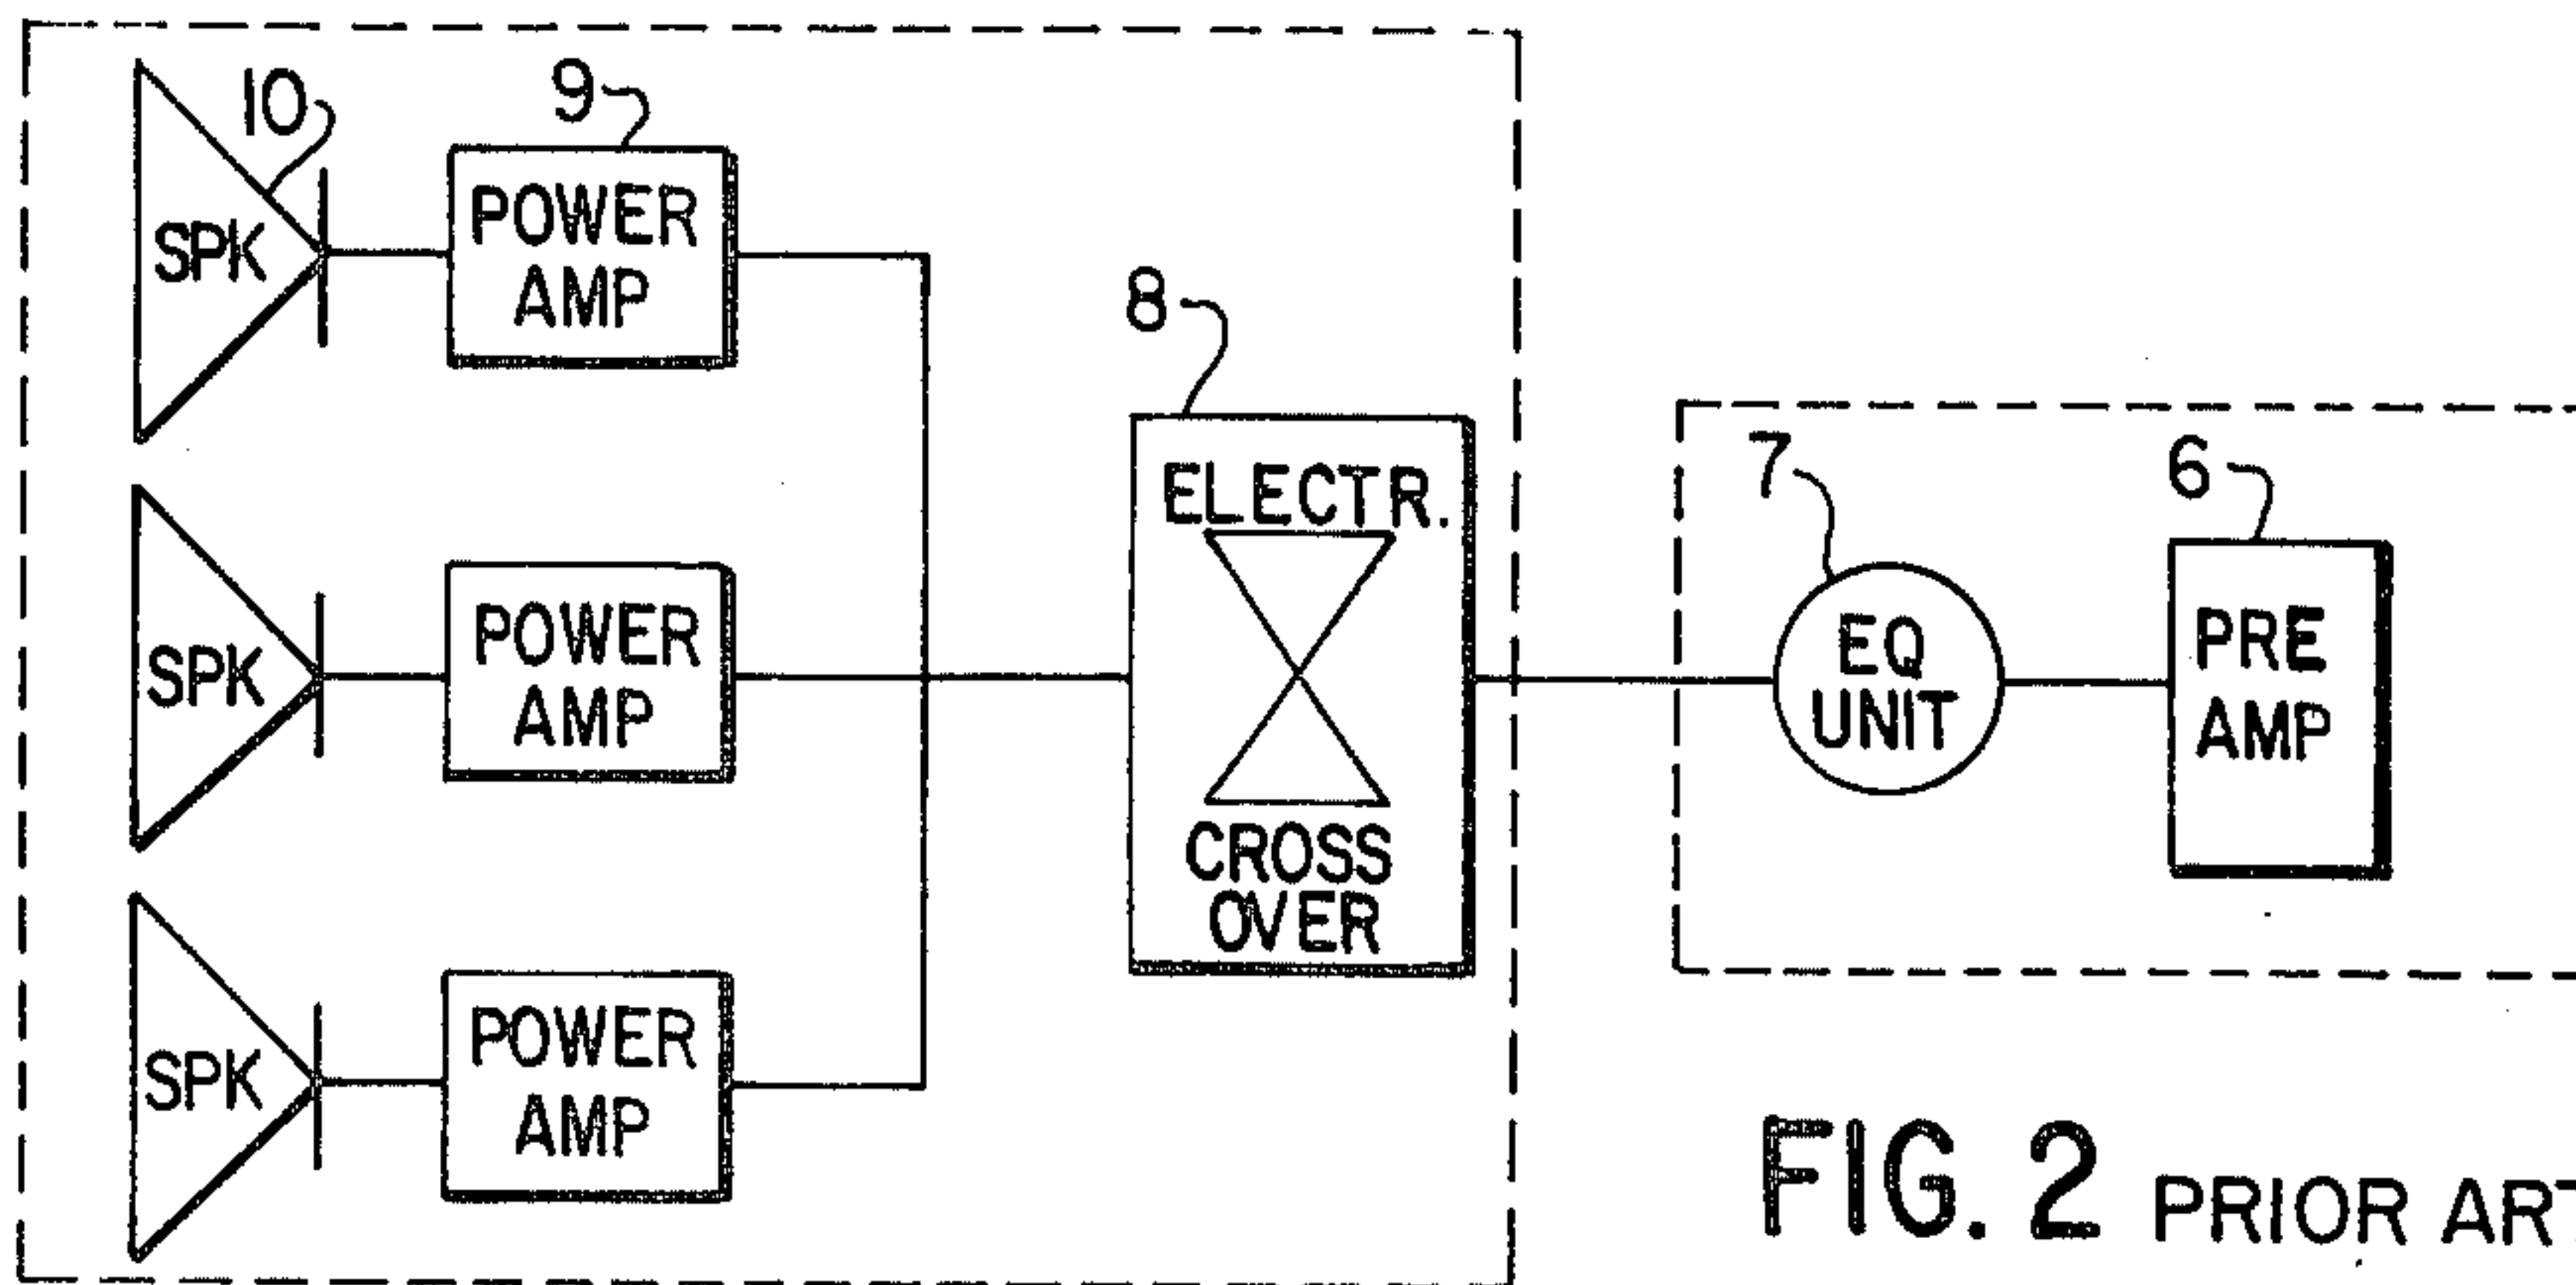 10
SPK
9
POWER
AMP
8
ELECTR.
CROSS
OVER
7
EQ
UNIT
6
PRE
AMP
SPK
POWER
AMP
SPK
POWER
AMP
FIG. 2 PRIOR ART